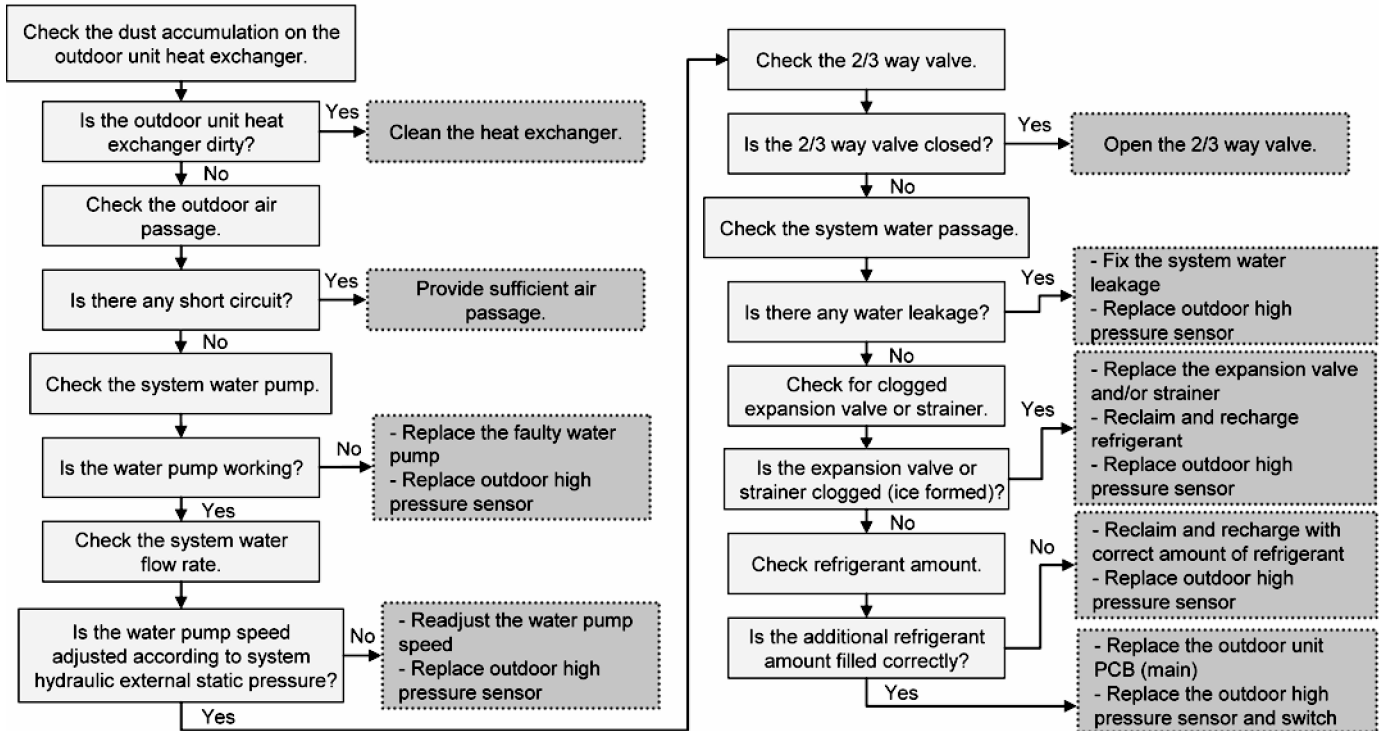 Check the dust accumulation on the
outdoor unit heat exchanger.
Is the outdoor unit heat
exchanger dirty?
Yes
Clean the heat exchanger.
No
Check the outdoor air
passage.
Is there any short circuit?
Yes
Provide sufficient air
passage.
No
Check the system water pump.
Is the water pump working?
No
- Replace the faulty water
pump
- Replace outdoor high
pressure sensor
Yes
Check the system water
flow rate.
Is the water pump speed
adjusted according to system
hydraulic external static pressure?
No
- Readjust the water pump
speed
- Replace outdoor high
pressure sensor
Yes
Check the 2/3 way valve.
Is the 2/3 way valve closed?
Yes
Open the 2/3 way valve.
No
Check the system water passage.
Is there any water leakage?
Yes
- Fix the system water
leakage
- Replace outdoor high
pressure sensor
No
Check for clogged
expansion valve or strainer.
Is the expansion valve or
strainer clogged (ice formed)?
Yes
- Replace the expansion valve
and/or strainer
- Reclaim and recharge
refrigerant
- Replace outdoor high
pressure sensor
No
Check refrigerant amount.
Is the additional refrigerant
amount filled correctly?
No
- Reclaim and recharge with
correct amount of refrigerant
- Replace outdoor high
pressure sensor
Yes
- Replace the outdoor unit
PCB (main)
- Replace the outdoor high
pressure sensor and switch